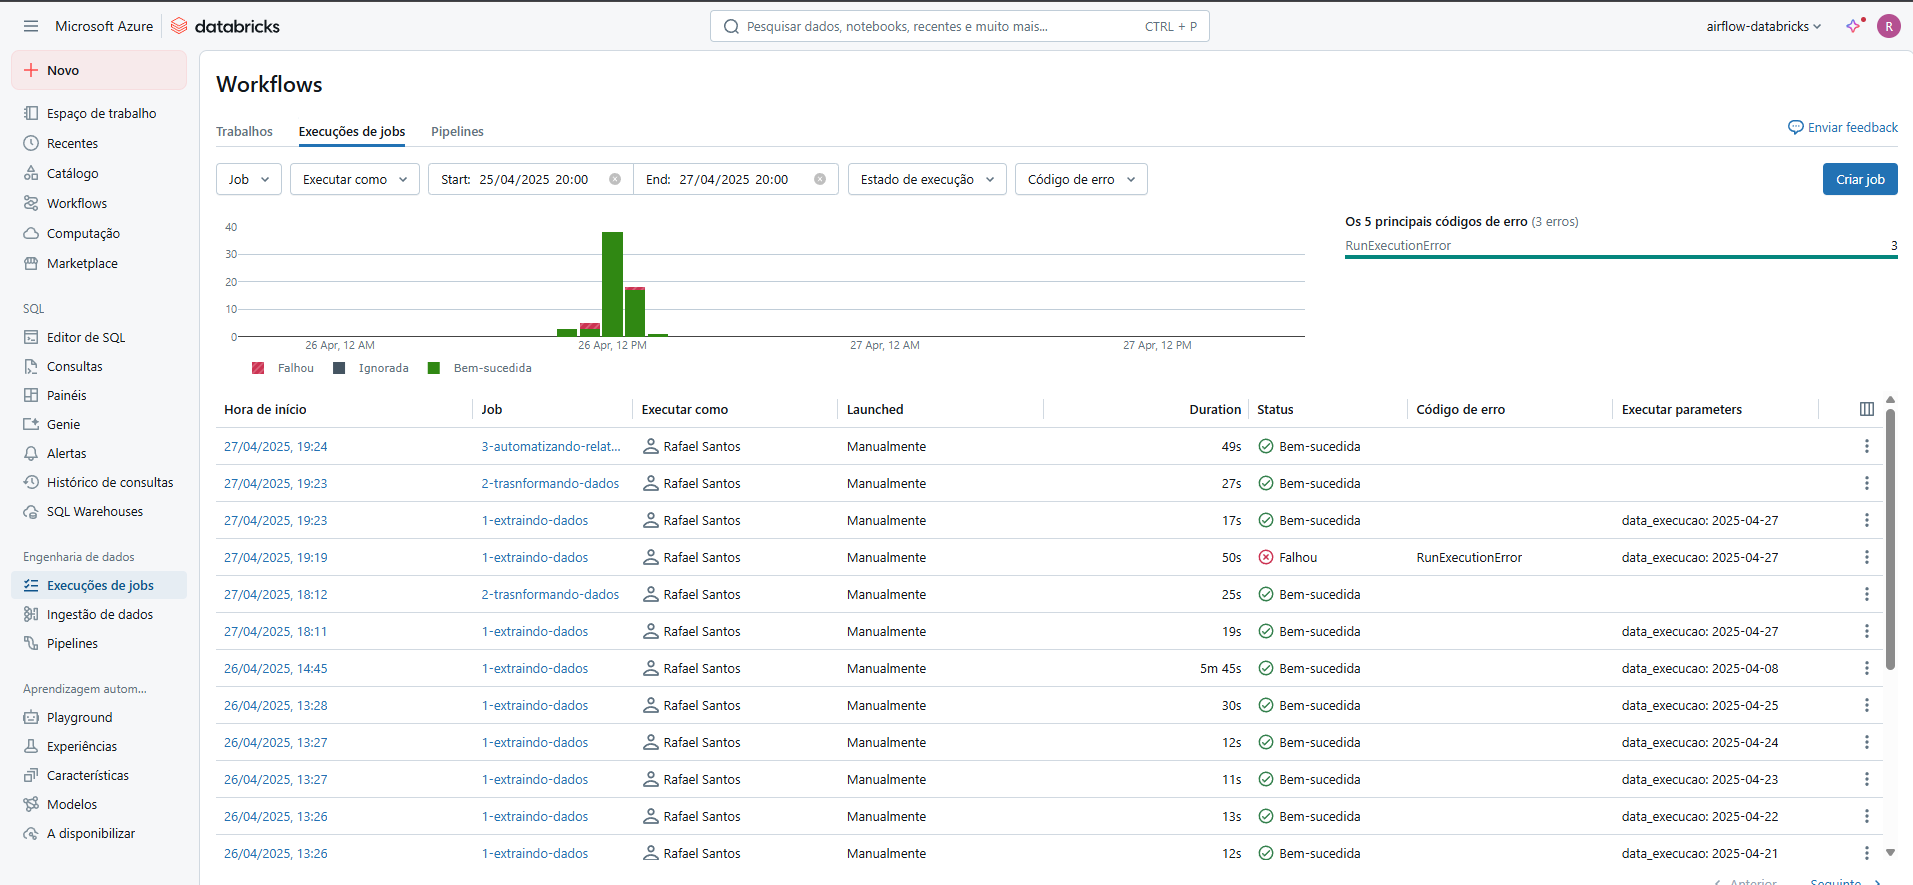 Microsoft Azure databricks
Pesquisar dados, notebooks, recentes e muito mais... CTRL + P
airflow-databricks R
Novo
Espaço de trabalho
Recentes
Catálogo
Workflows
Computação
Marketplace
SQL
Editor de SQL
Consultas
Painéis
Genie
Alertas
Histórico de consultas
SQL Warehouses
Engenharia de dados
Execuções de jobs
Ingestão de dados
Pipelines
Aprendizagem autom...
Playground
Experiências
Características
Modelos
A disponibilizar
Workflows
Trabalhos Execuções de jobs Pipelines
Enviar feedback
Job Executar como Start: 25/04/2025 20:00 End: 27/04/2025 20:00 Estado de execução Código de erro Criar job
40
30
20
10
0
26 Apr, 12 AM 26 Apr, 12 PM 27 Apr, 12 AM 27 Apr, 12 PM
Falhou Ignorada Bem-sucedida
Os 5 principais códigos de erro (3 erros)
RunExecutionError 3
Hora de início Job Executar como Launched Duration Status Código de erro Executar parameters
27/04/2025, 19:24 3-automatizando-relat... Rafael Santos Manualmente 49s Bem-sucedida
27/04/2025, 19:23 2-trasnformando-dados Rafael Santos Manualmente 27s Bem-sucedida
27/04/2025, 19:23 1-extraindo-dados Rafael Santos Manualmente 17s Bem-sucedida data_execucao: 2025-04-27
27/04/2025, 19:19 1-extraindo-dados Rafael Santos Manualmente 50s Falhou RunExecutionError data_execucao: 2025-04-27
27/04/2025, 18:12 2-trasnformando-dados Rafael Santos Manualmente 25s Bem-sucedida
27/04/2025, 18:11 1-extraindo-dados Rafael Santos Manualmente 19s Bem-sucedida data_execucao: 2025-04-27
26/04/2025, 14:45 1-extraindo-dados Rafael Santos Manualmente 5m 45s Bem-sucedida data_execucao: 2025-04-08
26/04/2025, 13:28 1-extraindo-dados Rafael Santos Manualmente 30s Bem-sucedida data_execucao: 2025-04-25
26/04/2025, 13:27 1-extraindo-dados Rafael Santos Manualmente 12s Bem-sucedida data_execucao: 2025-04-24
26/04/2025, 13:27 1-extraindo-dados Rafael Santos Manualmente 11s Bem-sucedida data_execucao: 2025-04-23
26/04/2025, 13:26 1-extraindo-dados Rafael Santos Manualmente 13s Bem-sucedida data_execucao: 2025-04-22
26/04/2025, 13:26 1-extraindo-dados Rafael Santos Manualmente 12s Bem-sucedida data_execucao: 2025-04-21
Anterior Seguinte